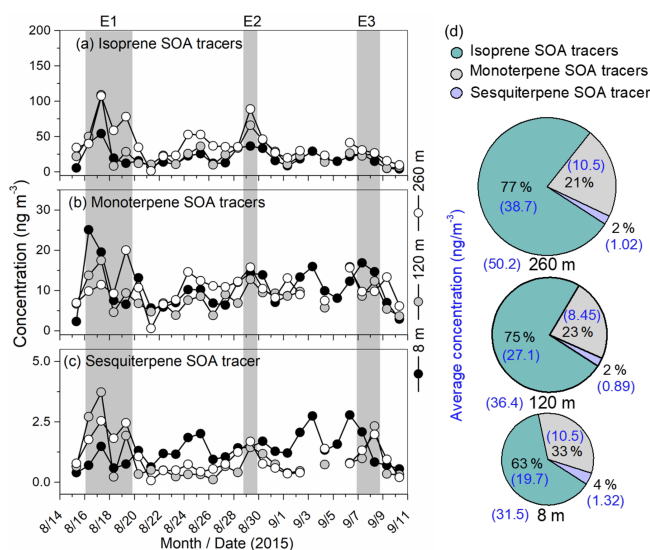 E1 E2 E3
(a) Isoprene SOA tracers
200
150
100
50
0
(b) Monoterpene SOA tracers
30
20
10
0
(c) Sesquiterpene SOA tracer
5.0
2.5
0.0
Concentration (ng m-3)
8/14 8/16 8/18 8/20 8/22 8/24 8/26 8/28 8/30 9/1 9/3 9/5 9/7 9/9 9/11
Month / Date (2015)
8 m 120 m 260 m
(d)
Isoprene SOA tracers
Monoterpene SOA tracers
Sesquiterpene SOA tracer
Average concentration (ng/m-3)
77 %
(38.7)
(10.5)
21%
2 %
(1.02)
(50.2)
260 m
75 %
(27.1)
(8.45)
23 %
2 %
(0.89)
(36.4)
120 m
63 %
(19.7)
(10.5)
33 %
4 %
(1.32)
(31.5)
8 m